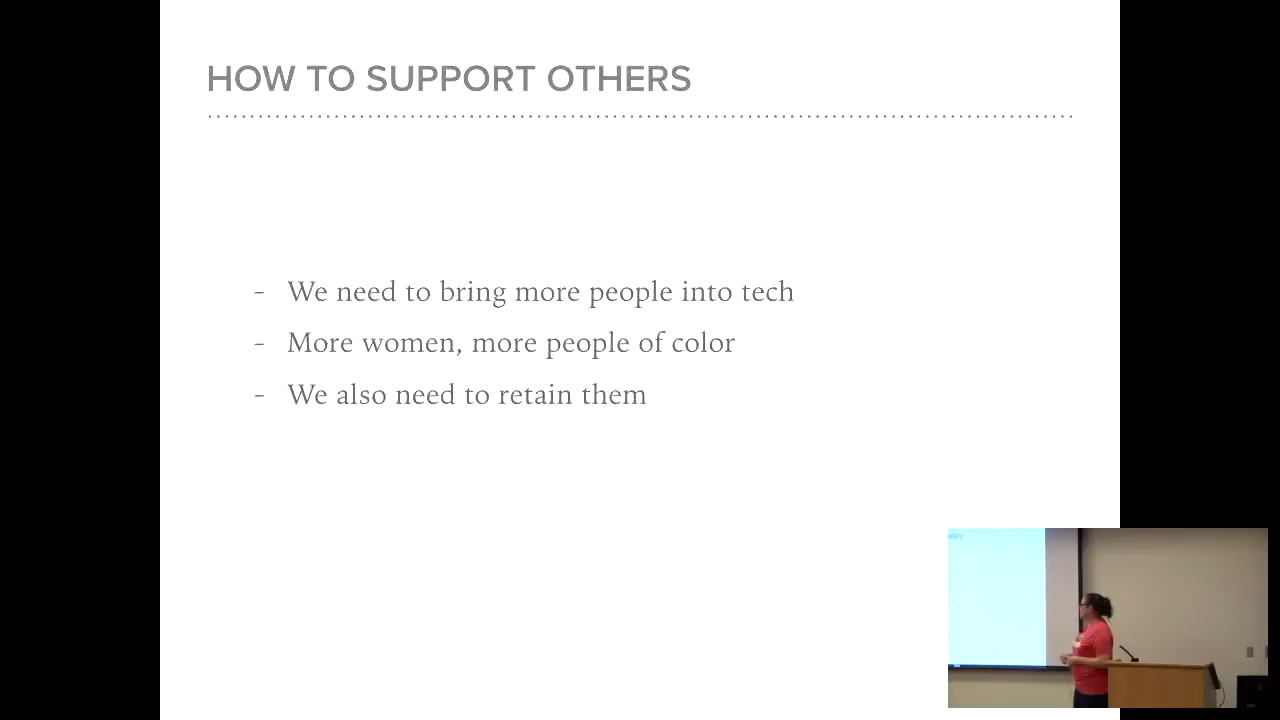 HOW TO SUPPORT OTHERS
- We need to bring more people into tech
- More women, more people of color
- We also need to retain them